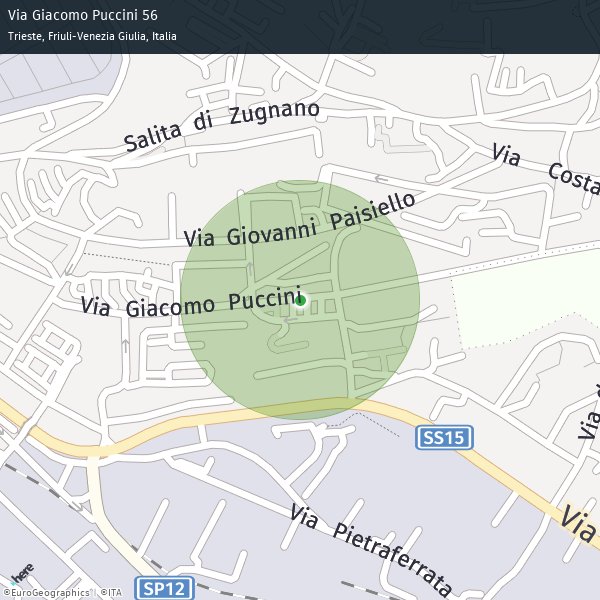 Via Giacomo Puccini 56
Trieste, Friuli-Venezia Giulia, Italia
Salita di Zugnano
Via Costa
Via Giovanni Paisiello
Via Giacomo Puccini
SS15
Via d
Via
Via Pietraferrata
here
SP12
©EuroGeographics ©ITA